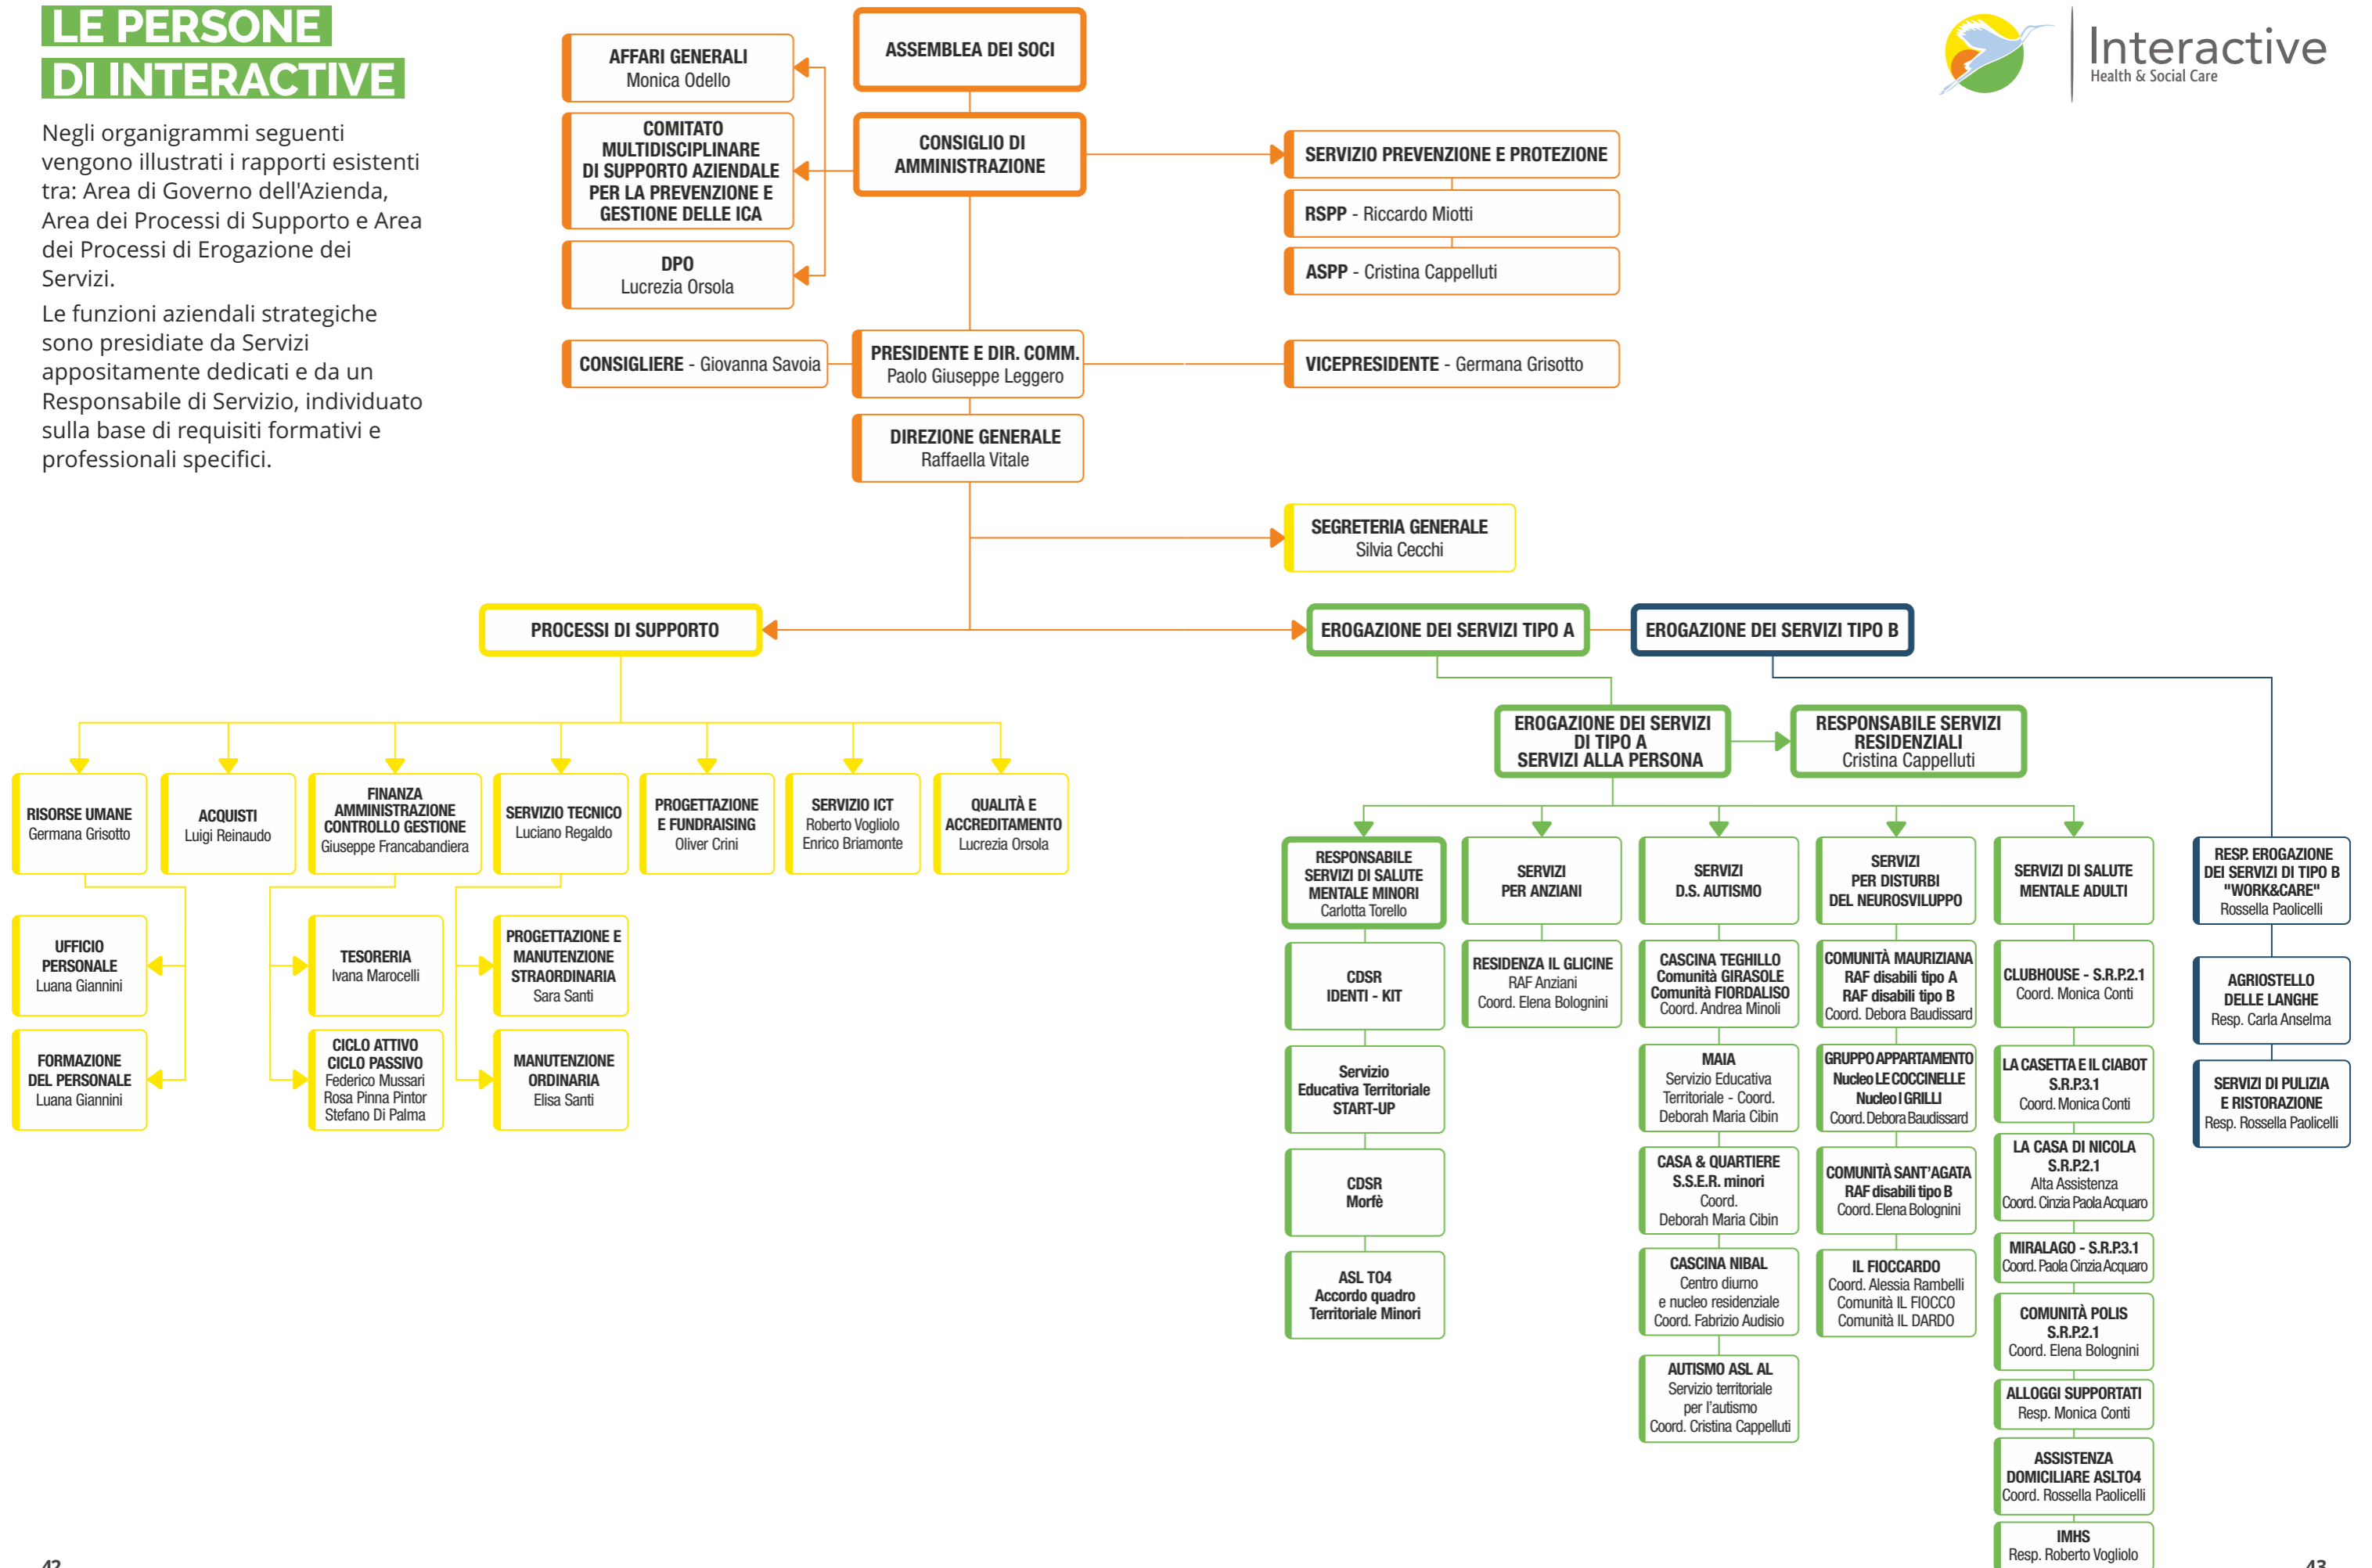 LE PERSONE
DI INTERACTIVE
Negli organigrammi seguenti
vengono illustrati i rapporti esistenti
tra: Area di Governo dell'Azienda,
Area dei Processi di Supporto e Area
dei Processi di Erogazione dei
Servizi.
Le funzioni aziendali strategiche
sono presidiate da Servizi
appositamente dedicati e da un
Responsabile di Servizio, individuato
sulla base di requisiti formativi e
professionali specifici.
Interactive
Health & Social Care
ASSEMBLEA DEI SOCI
AFFARI GENERALI
Monica Odello
COMITATO
MULTIDISCIPLINARE
DI SUPPORTO AZIENDALE
PER LA PREVENZIONE E
GESTIONE DELLE ICA
DPO
Lucrezia Orsola
CONSIGLIO DI
AMMINISTRAZIONE
SERVIZIO PREVENZIONE E PROTEZIONE
RSPP - Riccardo Miotti
ASPP - Cristina Cappelluti
CONSIGLIERE - Giovanna Savoia
PRESIDENTE E DIR. COMM.
Paolo Giuseppe Leggero
VICEPRESIDENTE - Germana Grisotto
DIREZIONE GENERALE
Raffaella Vitale
SEGRETERIA GENERALE
Silvia Cecchi
PROCESSI DI SUPPORTO
EROGAZIONE DEI SERVIZI TIPO A
EROGAZIONE DEI SERVIZI TIPO B
EROGAZIONE DEI SERVIZI
DI TIPO A
SERVIZI ALLA PERSONA
RESPONSABILE SERVIZI
RESIDENZIALI
Cristina Cappelluti
RISORSE UMANE
Germana Grisotto
ACQUISTI
Luigi Reinaudo
FINANZA
AMMINISTRAZIONE
CONTROLLO GESTIONE
Giuseppe Francabandiera
SERVIZIO TECNICO
Luciano Regaldo
PROGETTAZIONE
E FUNDRAISING
Oliver Crini
SERVIZIO ICT
Roberto Vogliolo
Enrico Briamonte
QUALITÀ E
ACCREDITAMENTO
Lucrezia Orsola
UFFICIO
PERSONALE
Luana Giannini
FORMAZIONE
DEL PERSONALE
Luana Giannini
TESORERIA
Ivana Marocelli
CICLO ATTIVO
CICLO PASSIVO
Federico Mussari
Rosa Pinna Pintor
Stefano Di Palma
PROGETTAZIONE E
MANUTENZIONE
STRAORDINARIA
Sara Santi
MANUTENZIONE
ORDINARIA
Elisa Santi
RESPONSABILE
SERVIZI DI SALUTE
MENTALE MINORI
Carlotta Torello
CDSR
IDENTI - KIT
Servizio
Educativa Territoriale
START-UP
CDSR
Morfè
ASL TO4
Accordo quadro
Territoriale Minori
SERVIZI
PER ANZIANI
RESIDENZA IL GLICINE
RAF Anziani
Coord. Elena Bolognini
SERVIZI
D.S. AUTISMO
CASCINA TEGHILLO
Comunità GIRASOLE
Comunità FIORDALISO
Coord. Andrea Minoli
MAIA
Servizio Educativa
Territoriale - Coord.
Deborah Maria Cibin
CASA & QUARTIERE
S.S.E.R. minori
Coord.
Deborah Maria Cibin
CASCINA NIBAL
Centro diurno
e nucleo residenziale
Coord. Fabrizio Audisio
AUTISMO ASL AL
Servizio territoriale
per l'autismo
Coord. Cristina Cappelluti
SERVIZI
PER DISTURBI
DEL NEUROSVILUPPO
COMUNITÀ MAURIZIANA
RAF disabili tipo A
RAF disabili tipo B
Coord. Debora Baudissard
GRUPPO APPARTAMENTO
Nucleo LE COCCINELLE
Nucleo I GRILLI
Coord. Debora Baudissard
COMUNITÀ SANT'AGATA
RAF disabili tipo B
Coord. Elena Bolognini
IL FIOCCARDO
Coord. Alessia Rambelli
Comunità IL FIOCCO
Comunità IL DARDO
SERVIZI DI SALUTE
MENTALE ADULTI
CLUBHOUSE - S.R.P.2.1
Coord. Monica Conti
LA CASETTA E IL CIABOT
S.R.P.3.1
Coord. Monica Conti
LA CASA DI NICOLA
S.R.P.2.1
Alta Assistenza
Coord. Cinzia Paola Acquaro
MIRALAGO - S.R.P.3.1
Coord. Paola Cinzia Acquaro
COMUNITÀ POLIS
S.R.P.2.1
Coord. Elena Bolognini
ALLOGGI SUPPORTATI
Resp. Monica Conti
ASSISTENZA
DOMICILIARE ASLTO4
Coord. Rossella Paolicelli
IMHS
Resp. Roberto Vogliolo
RESP. EROGAZIONE
DEI SERVIZI DI TIPO B
"WORK&CARE"
Rossella Paolicelli
AGRIOSTELLO
DELLE LANGHE
Resp. Carla Anselma
SERVIZI DI PULIZIA
E RISTORAZIONE
Resp. Rossella Paolicelli
42
43